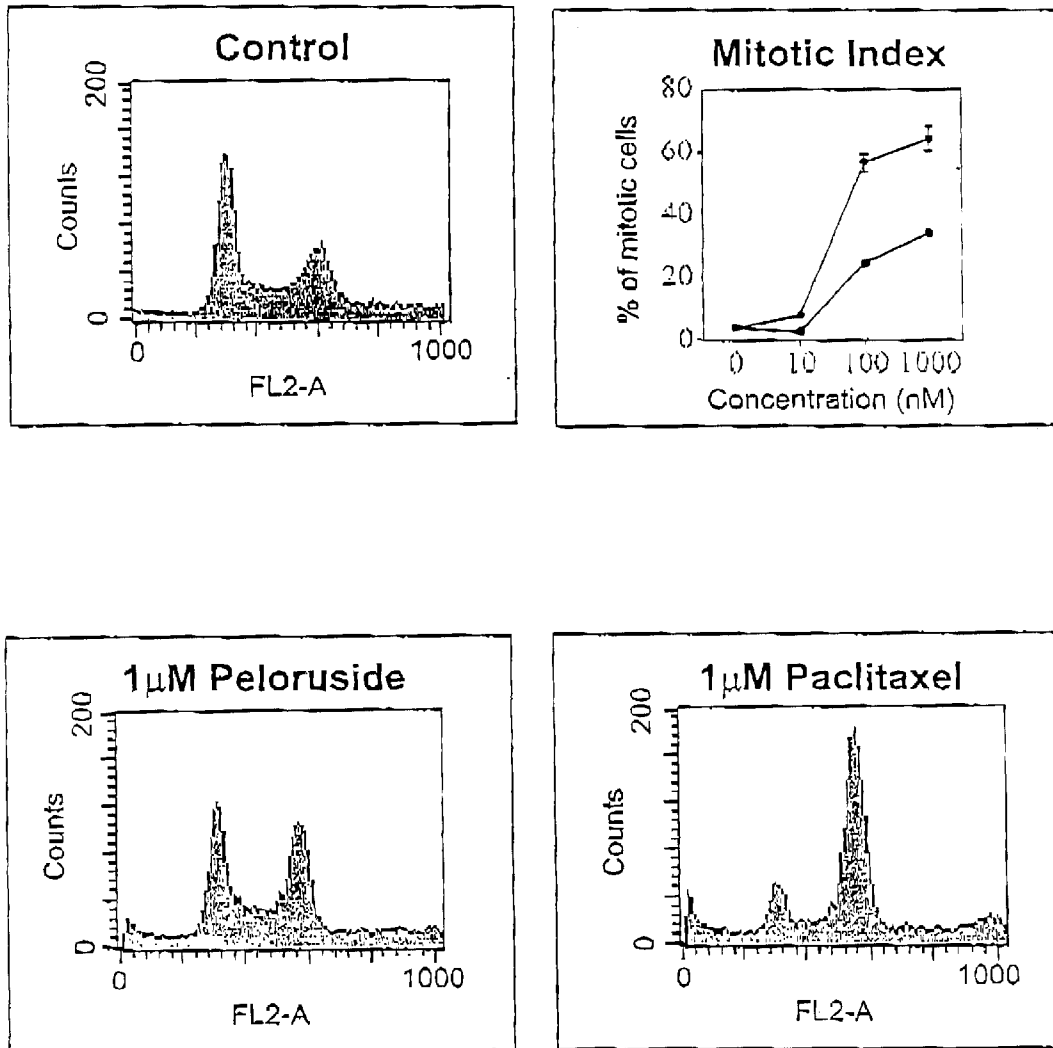 Control
200
Counts
0
0
1000
FL2-A
Mitotic Index
80
60
40
20
0
% of mitotic cells
0 10 100 1000
Concentration (nM)
1μM Peloruside
200
Counts
0
0
1000
FL2-A
1μM Paclitaxel
200
Counts
0
0
1000
FL2-A